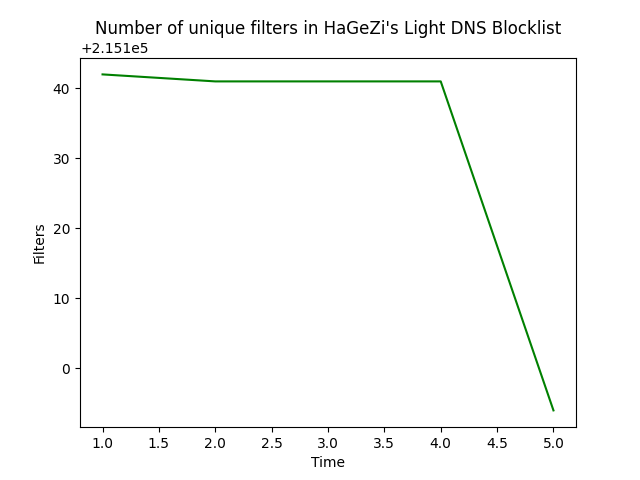 Number of unique filters in HaGeZi's Light DNS Blocklist
+2.151e5
40
30
20
10
0
Filters
1.0 1.5 2.0 2.5 3.0 3.5 4.0 4.5 5.0
Time